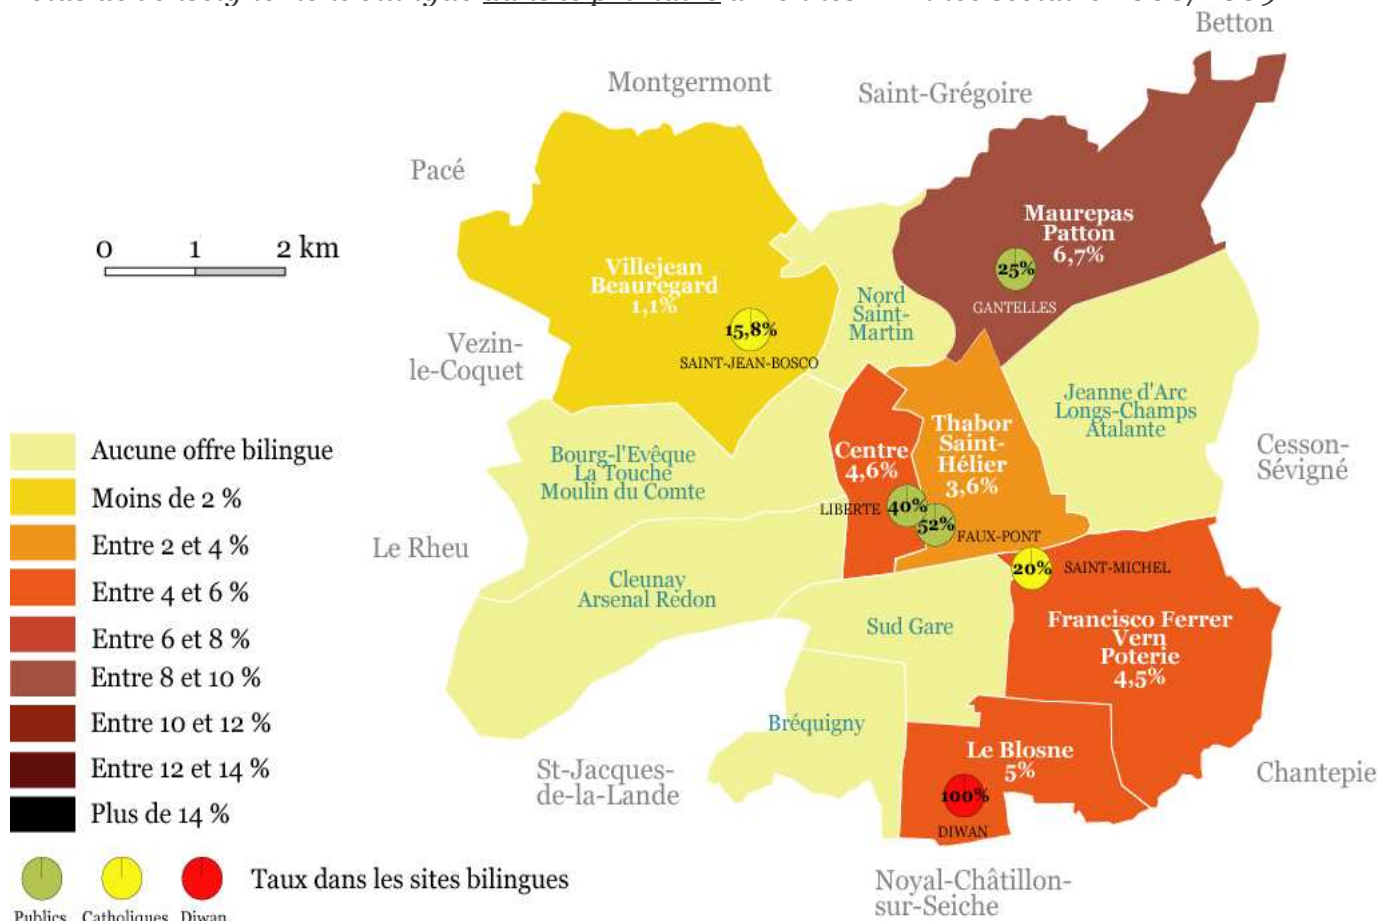 Betton
Montgermont
Saint-Grégoire
Pacé
0 1 2 km
Maurepas
Patton
6,7%
25%
GANTELLES
Villejean
Beauregard
1,1%
15,8%
SAINT-JEAN-BOSCO
Nord
Saint-
Martin
Vezin-
le-Coquet
Jeanne d'Arc
Longs-Champs
Atalante
Thabor
Saint-
Hélier
3,6%
Centre
4,6%
Cesson-
Sévigné
Bourg-l'Evêque
La Touche
Moulin du Comte
LIBERTE
40%
52%
FAUX-PONT
Le Rheu
20%
SAINT-MICHEL
Cleunay
Arsenal Redon
Sud Gare
Francisco Ferrer
Vern
Poterie
4,5%
Bréquigny
Le Blosne
5%
100%
DIWAN
St-Jacques-
de-la-Lande
Chantepie
Noyal-Châtillon-
sur-Seiche
Aucune offre bilingue
Moins de 2 %
Entre 2 et 4 %
Entre 4 et 6 %
Entre 6 et 8 %
Entre 8 et 10 %
Entre 10 et 12 %
Entre 12 et 14 %
Plus de 14 %
Taux dans les sites bilingues
Publics Catholiques Diwan